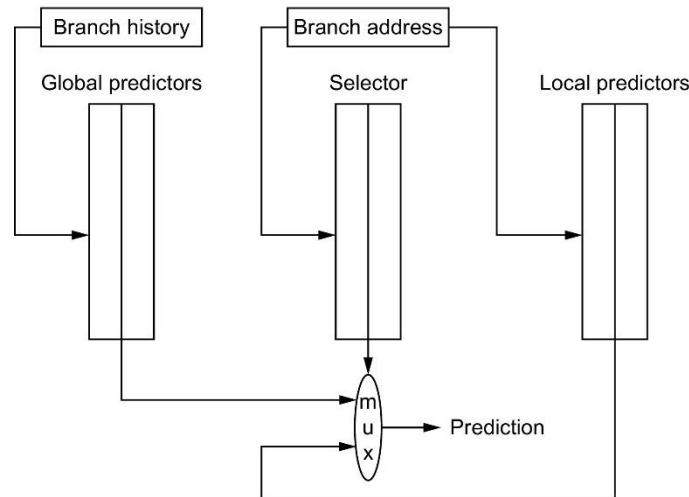 Branch history
Branch address
Global predictors
Selector
Local predictors
m
u
x
Prediction